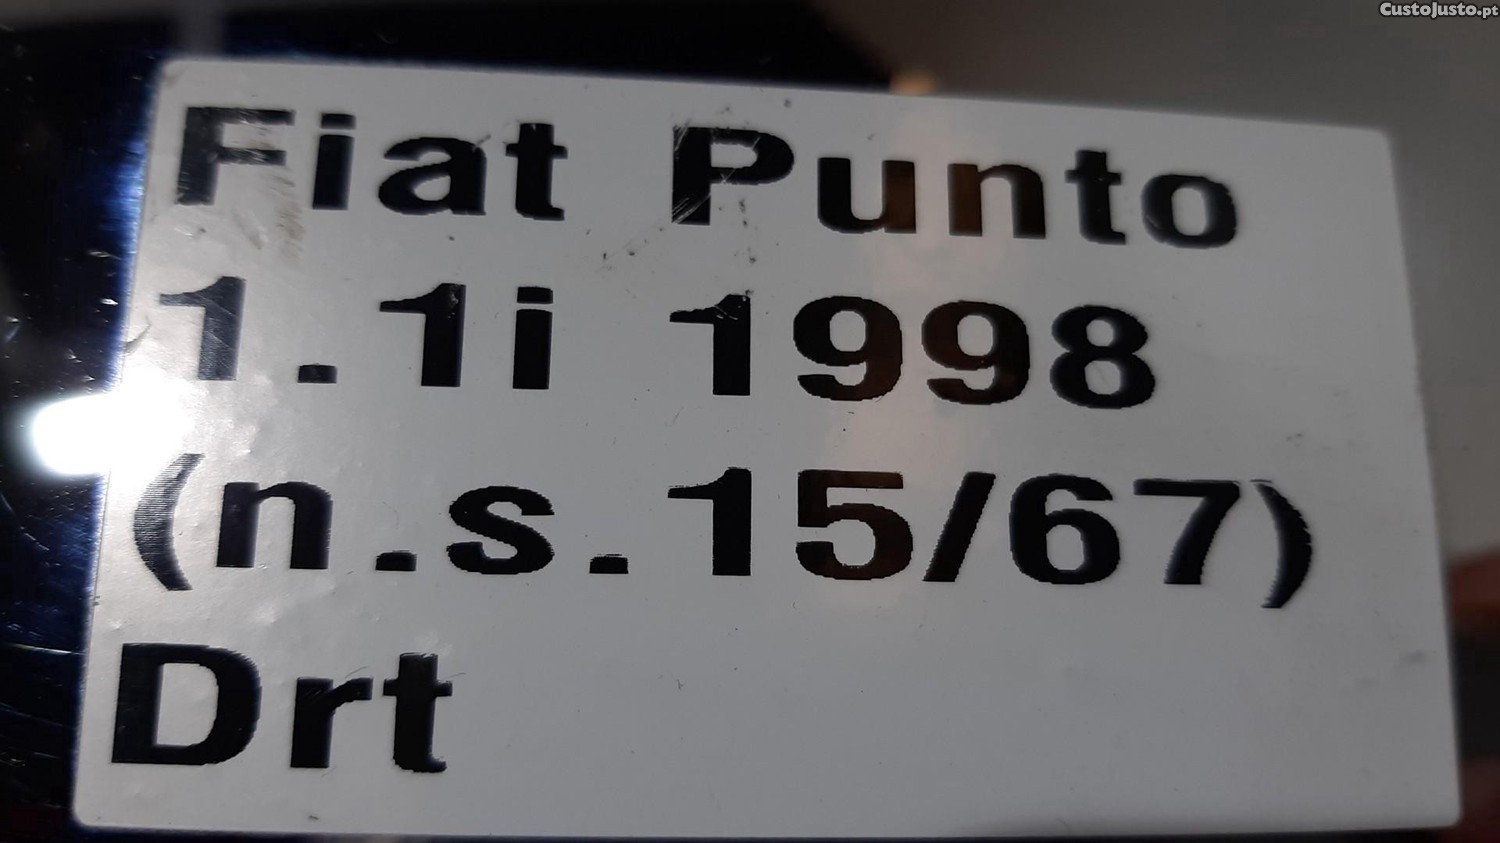 CustoJusto.pt
Fiat Punto
1.1i 1998
(n.s.15/67)
Drt